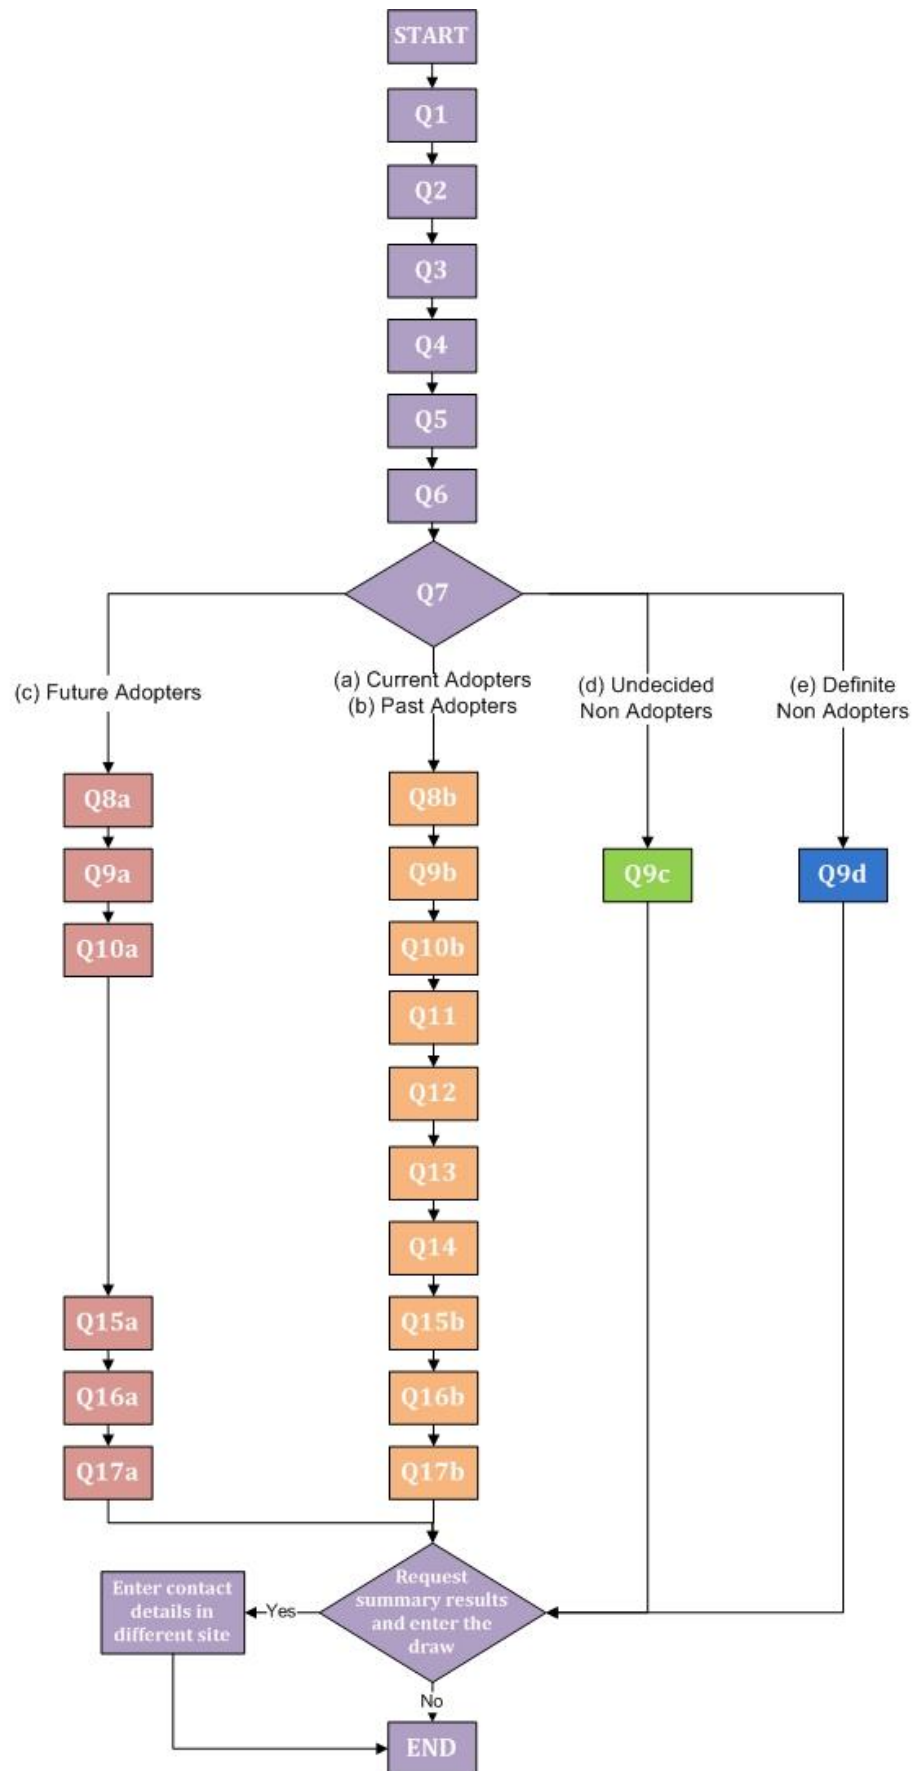 START
Q1
Q2
Q3
Q4
Q5
Q6
Q7
(c) Future Adopters
(a) Current Adopters
(b) Past Adopters
(d) Undecided
Non Adopters
(e) Definite
Non Adopters
Q8a
Q8b
Q9a
Q9b
Q9c
Q9d
Q10a
Q10b
Q11
Q12
Q13
Q14
Q15a
Q15b
Q16a
Q16b
Q17a
Q17b
Enter contact
details in
different site
Yes
Request
summary results
and enter the
draw
No
END